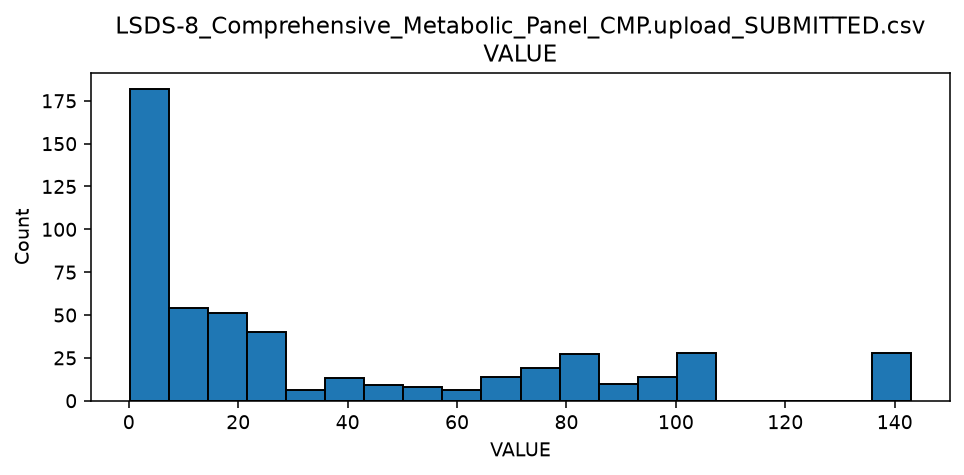 LSDS-8_Comprehensive_Metabolic_Panel_CMP.upload_SUBMITTED.csv
VALUE
175
150
125
100
75
50
25
0
Count
0 20 40 60 80 100 120 140
VALUE